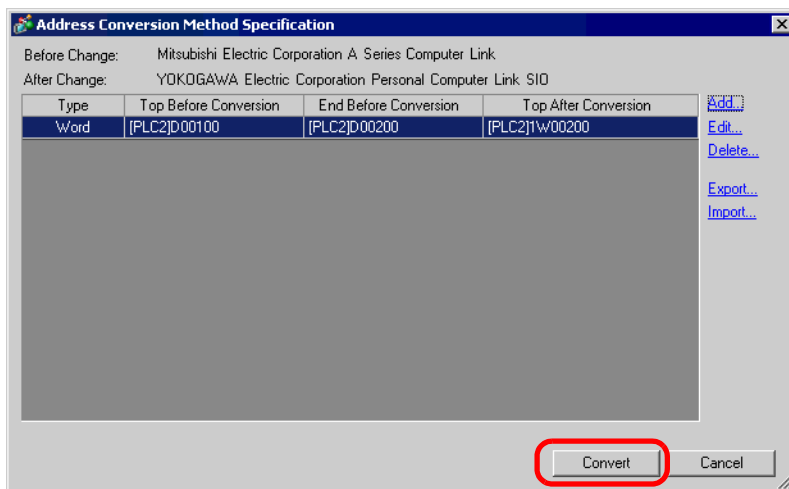 Address Conversion Method Specification
Before Change: Mitsubishi Electric Corporation A Series Computer Link
After Change: YOKOGAWA Electric Corporation Personal Computer Link SIO
Type Top Before Conversion End Before Conversion Top After Conversion Add...
Word [PLC2]D00100 [PLC2]D00200 [PLC2]1W00200 Edit...
Delete...
Export...
Import...
Convert Cancel